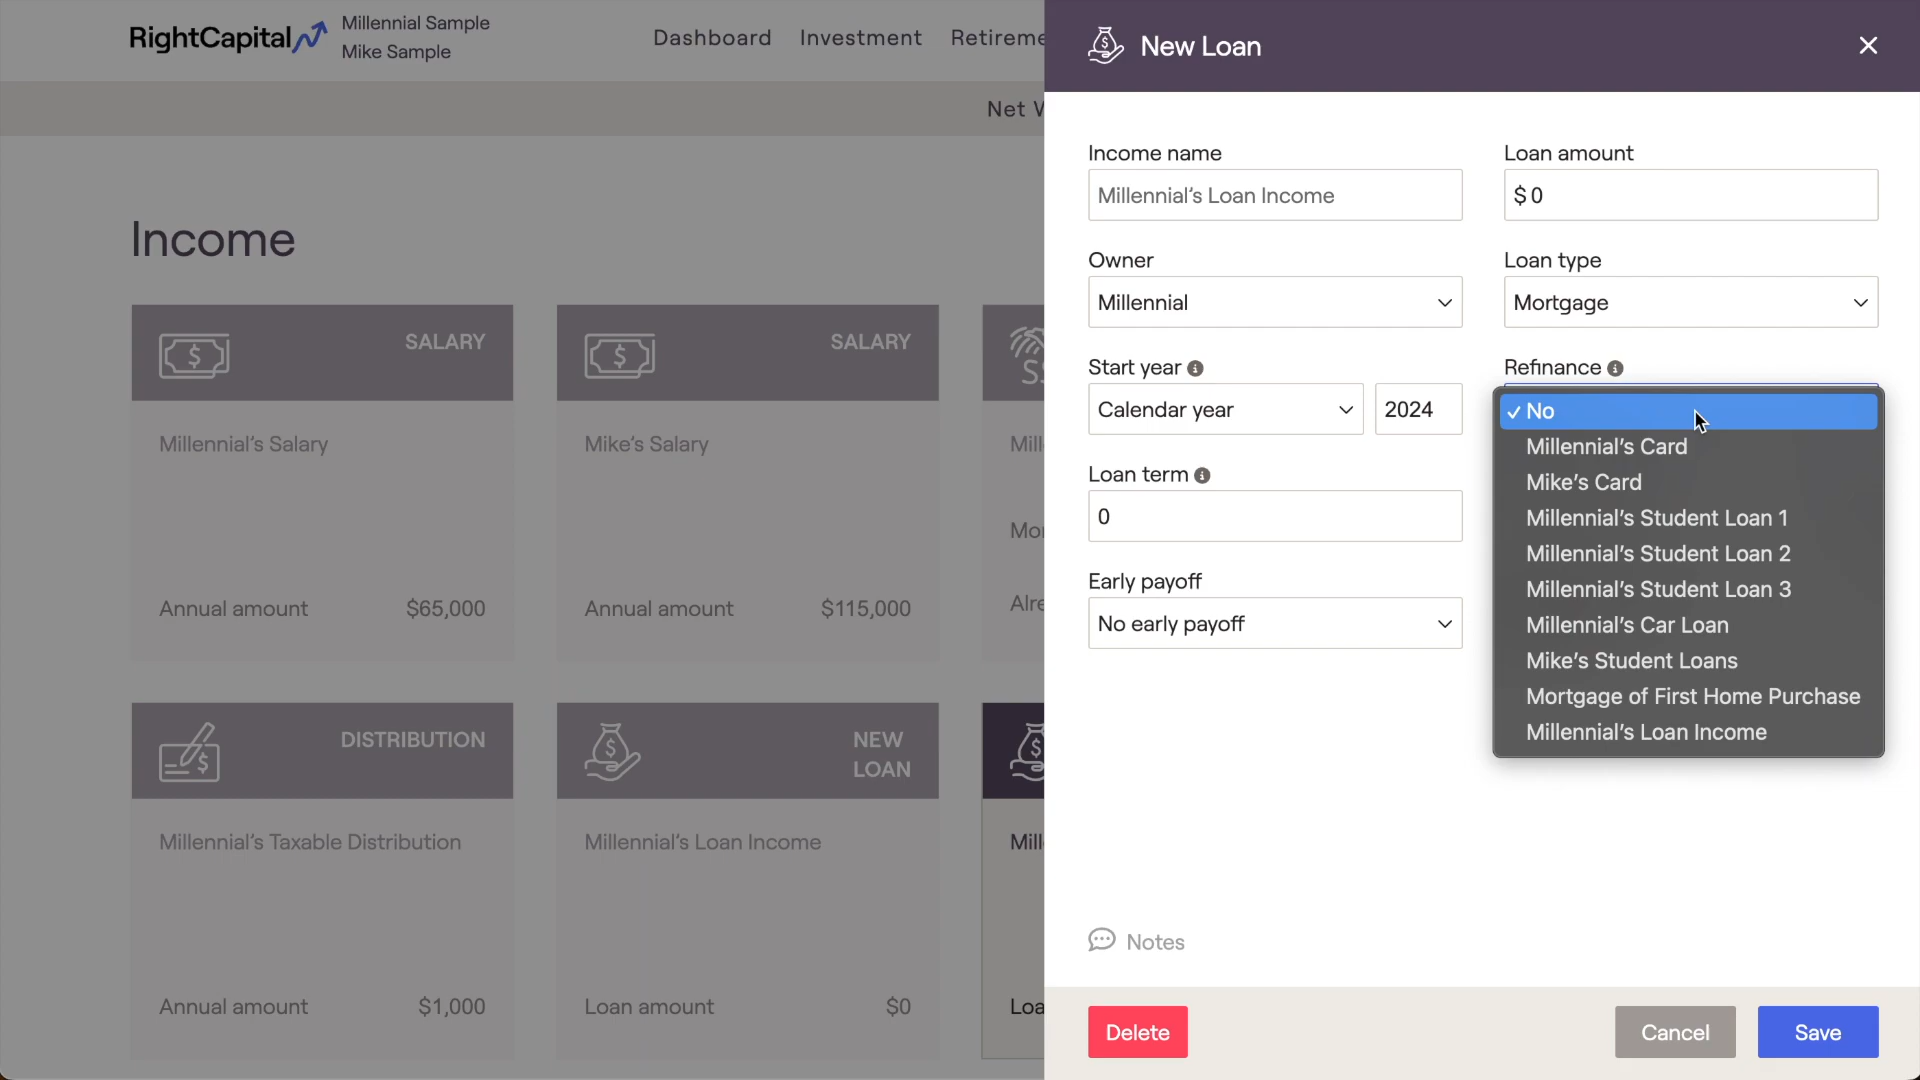 RightCapital
Millennial Sample
Mike Sample
Dashboard
Investment
Retireme
Net
Income
SALARY
Millennial's Salary
Annual amount
$65,000
SALARY
Mike's Salary
Annual amount
$115,000
Mill
Mor
Alre
DISTRIBUTION
Millennial's Taxable Distribution
Annual amount
$1,000
NEW
LOAN
Millennial's Loan Income
Loan amount
$0
Mill
Loa
New Loan
Income name
Millennial's Loan Income
Loan amount
$ 0
Owner
Millennial
Loan type
Mortgage
Start year
Calendar year
2024
Refinance
No
Millennial's Card
Mike's Card
Millennial's Student Loan 1
Millennial's Student Loan 2
Millennial's Student Loan 3
Millennial's Car Loan
Mike's Student Loans
Mortgage of First Home Purchase
Millennial's Loan Income
Loan term
0
Early payoff
No early payoff
Notes
Delete
Cancel
Save